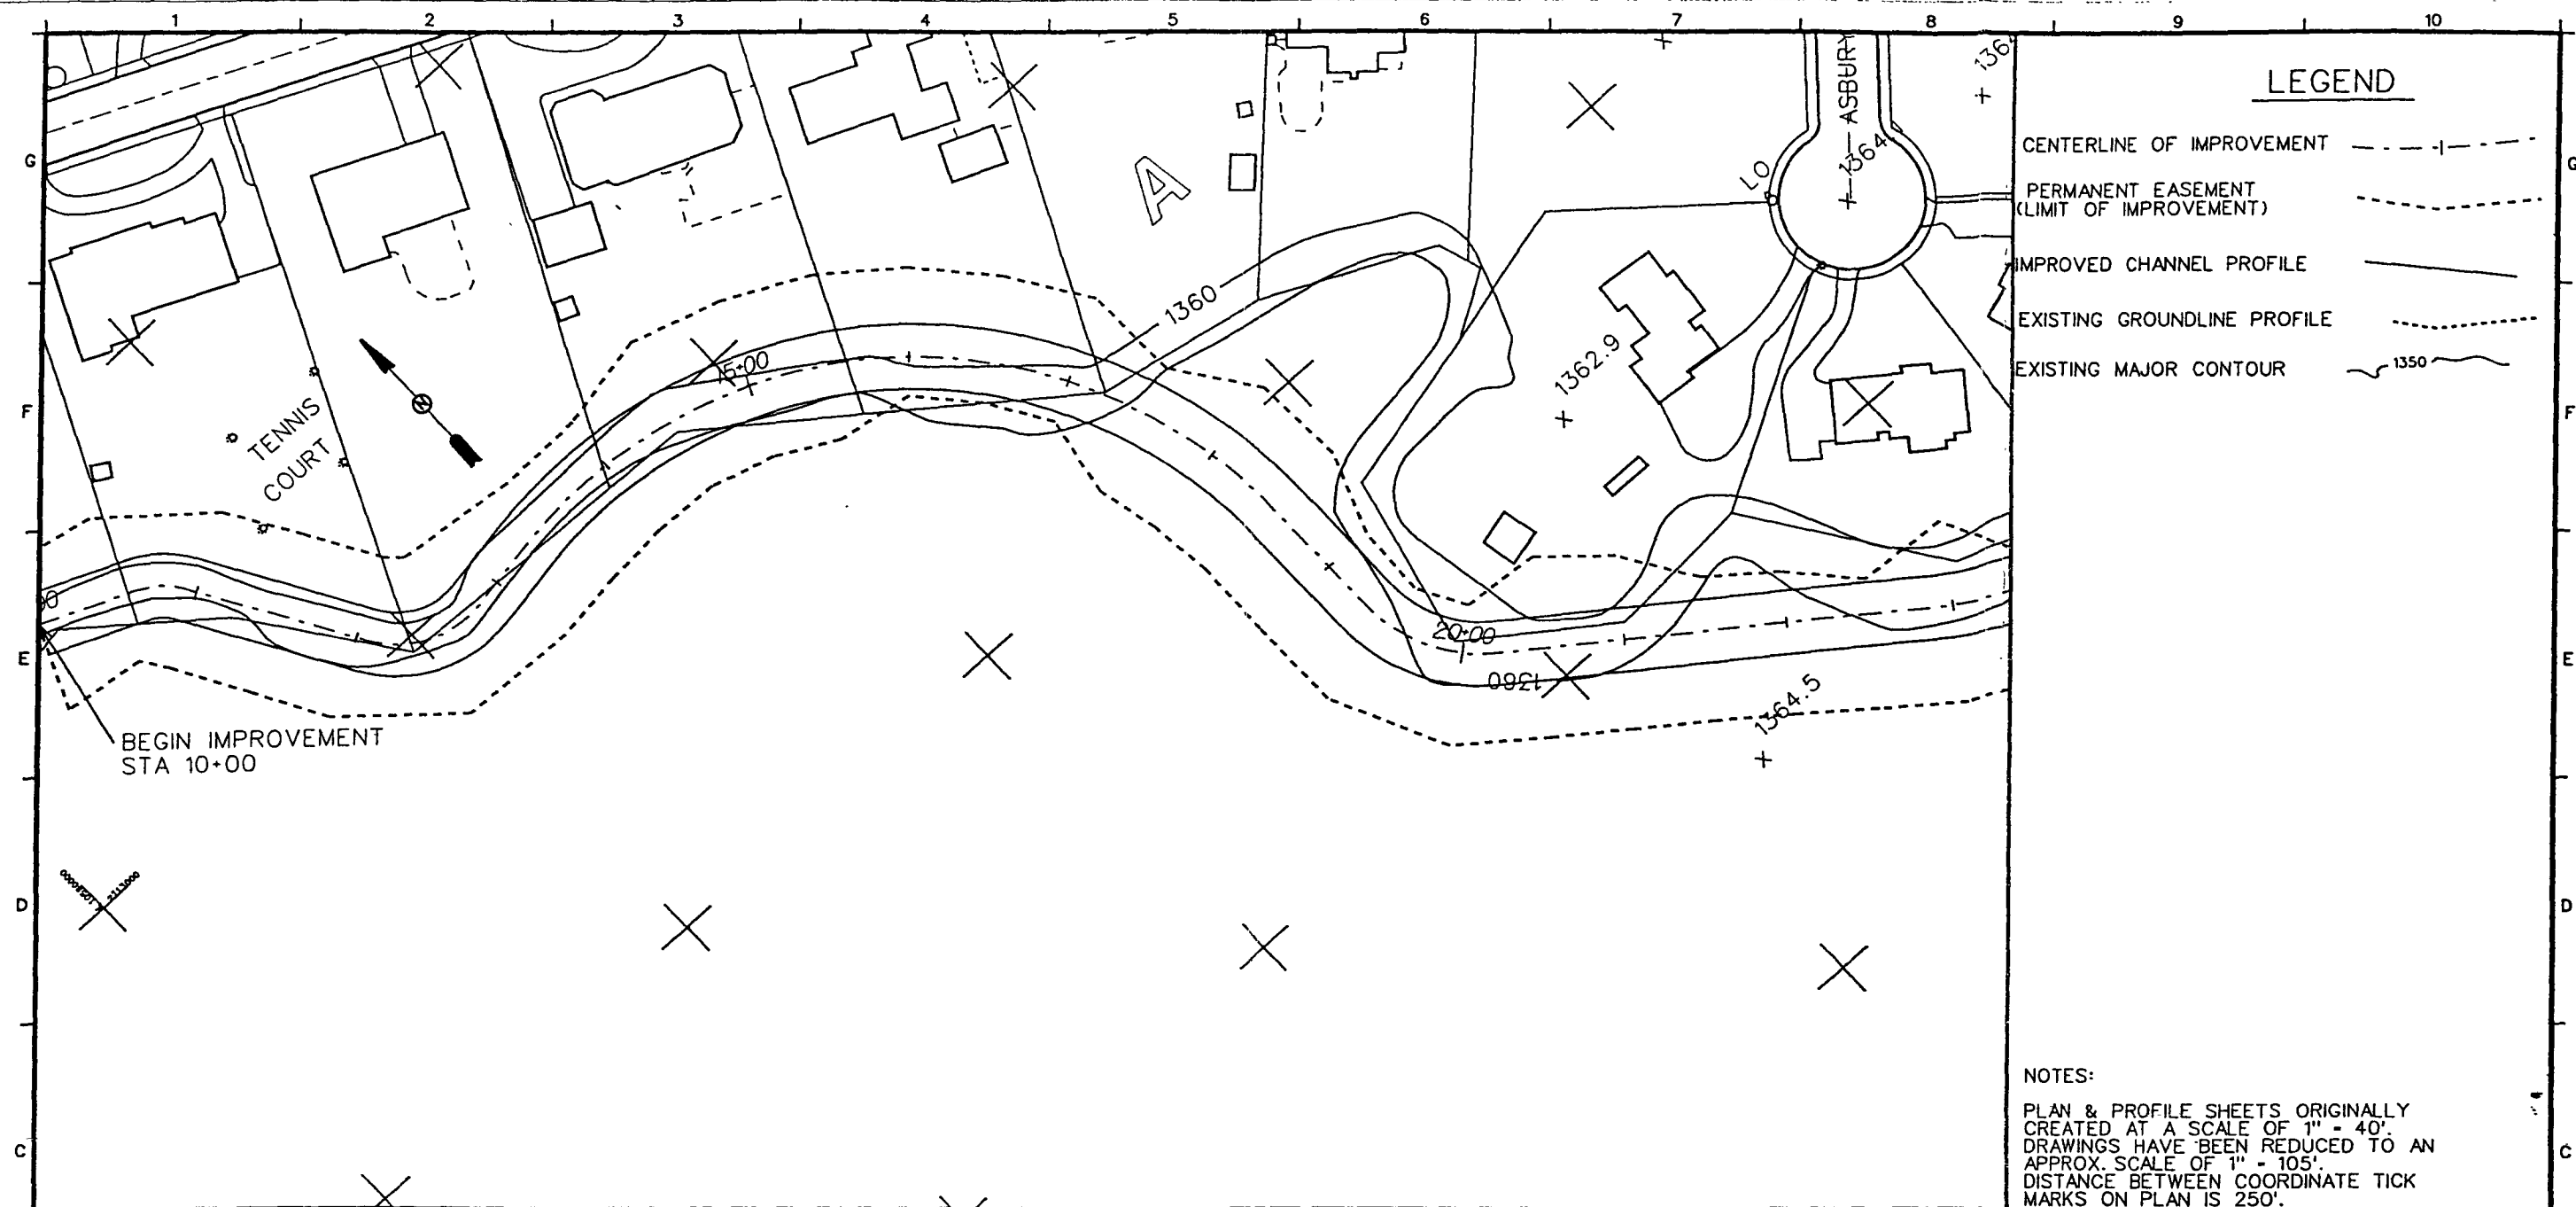 1 2 3 4 5 6 7 8 9 10
G
F
E
D
C
G
F
E
D
C
A
ASBURY
1364
LO
1360
1362.9
15+00
TENNIS
COURT
N
20+00
1360
1364.5
BEGIN IMPROVEMENT
STA 10+00
LEGEND
CENTERLINE OF IMPROVEMENT
PERMANENT EASEMENT
(LIMIT OF IMPROVEMENT)
IMPROVED CHANNEL PROFILE
EXISTING GROUNDLINE PROFILE
EXISTING MAJOR CONTOUR
1350
NOTES:
PLAN & PROFILE SHEETS ORIGINALLY
CREATED AT A SCALE OF 1" = 40'.
DRAWINGS HAVE BEEN REDUCED TO AN
APPROX. SCALE OF 1" = 105'.
DISTANCE BETWEEN COORDINATE TICK
MARKS ON PLAN IS 250'.